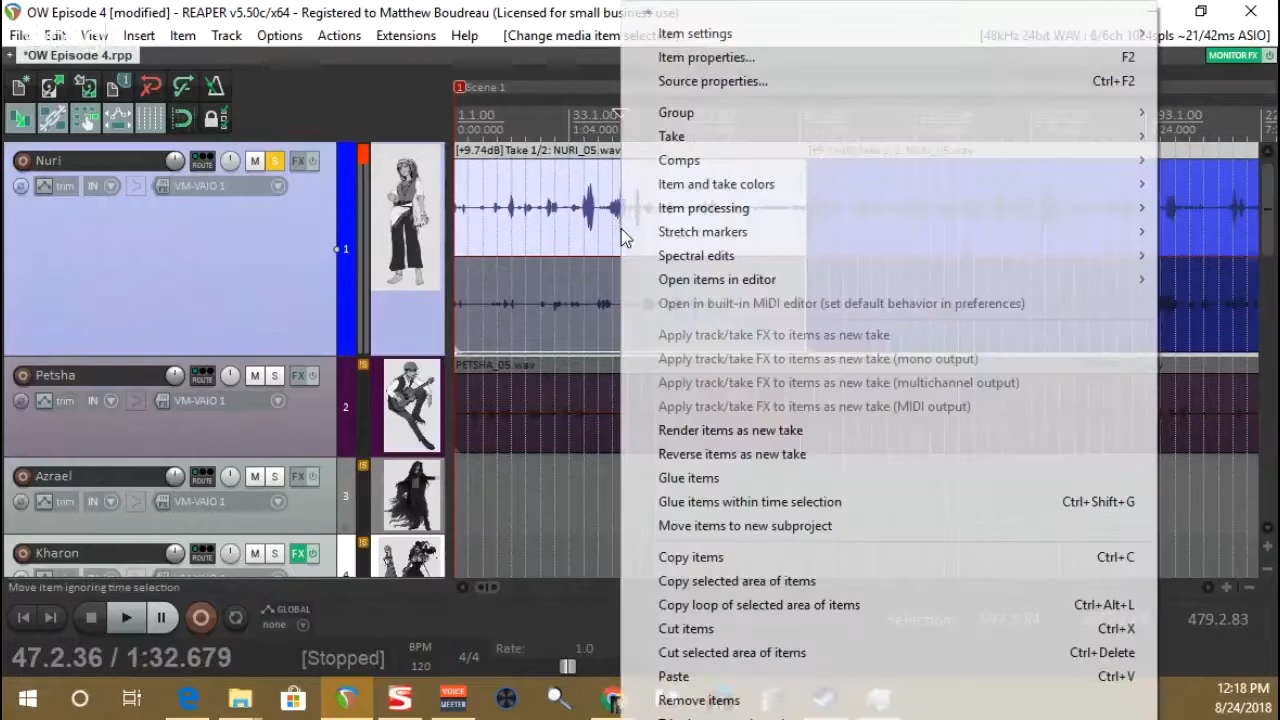 OW Episode 4 [modified] - REAPER v5.50c/x64 - Registered to Matthew Boudreau (Licensed for small business use)
File Edit View Insert Item Track Options Actions Extensions [Change media item selec
[48kHz 24bit WAV : 8/6ch
spls ~21/42ms ASIO]
*OW Episode 4.rpp
MONITOR FX
1 Scene 1
1.1.00
0:00.000
33.1.00
1:04.000
93.1.00
24.000
[+9.74dB] Take 1/2: NURI_05.wav
Nuri
ROUTE
M S FX
trim IN VM-VAIO 1
1
Petsha
ROUTE
M S FX
trim IN VM-VAIO 1
2
PETSHA_05.wav
Azrael
ROUTE
M S FX
trim IN VM-VAIO 1
3
Kharon
ROUTE
M S FX
4
Item settings
Item properties... F2
Source properties... Ctrl+F2
Group
Take
Comps
Item and take colors
Item processing
Stretch markers
Spectral edits
Open items in editor
Open in built-in MIDI editor (set default behavior in preferences)
Apply track/take FX to items as new take
Apply track/take FX to items as new take (mono output)
Apply track/take FX to items as new take (multichannel output)
Apply track/take FX to items as new take (MIDI output)
Render items as new take
Reverse items as new take
Glue items
Glue items within time selection Ctrl+Shift+G
Move items to new subproject
Copy items Ctrl+C
Copy selected area of items
Copy loop of selected area of items Ctrl+Alt+L
Cut items Ctrl+X
Cut selected area of items Ctrl+Delete
Paste Ctrl+V
Remove items
Move item ignoring time selection
GLOBAL
none
47.2.36 / 1:32.679
[Stopped]
BPM
120
4/4
Rate: 1.0
selection:
479.2.83
VOICE
MEETER
12:18 PM
8/24/2018